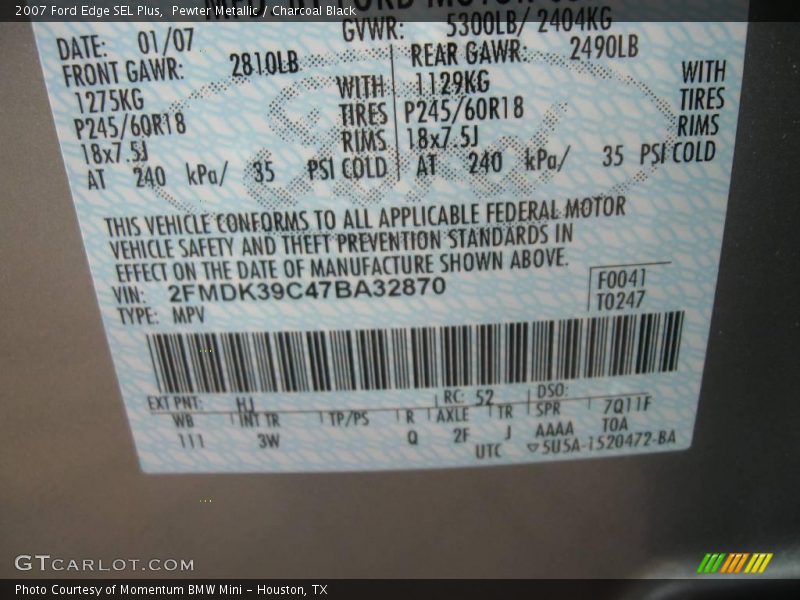 2007 Ford Edge SEL Plus,  Pewter Metallic / Charcoal Black
DATE: 01/07
GVWR: 5300LB/ 2404KG
FRONT GAWR: 2810LB
REAR GAWR: 2490LB
1275KG WITH
1129KG WITH
P245/60R18 TIRES
P245/60R18 TIRES
18x7.5J RIMS
18x7.5J RIMS
AT 240 kPa/ 35 PSI COLD
AT 240 kPa/ 35 PSI COLD
THIS VEHICLE CONFORMS TO ALL APPLICABLE FEDERAL MOTOR
VEHICLE SAFETY AND THEFT PREVENTION STANDARDS IN
EFFECT ON THE DATE OF MANUFACTURE SHOWN ABOVE.
VIN: 2FMDK39C47BA32870
F0041
TYPE: MPV
T0247
EXT PNT: HJ RC: 52 DSO:
WB INT TR TP/PS R AXLE TR SPR 7Q11F
111 3W Q 2F J AAAA TOA
UTC ▽5U5A-1520472-BA
GTCARLOT.COM
Photo Courtesy of Momentum BMW Mini – Houston, TX